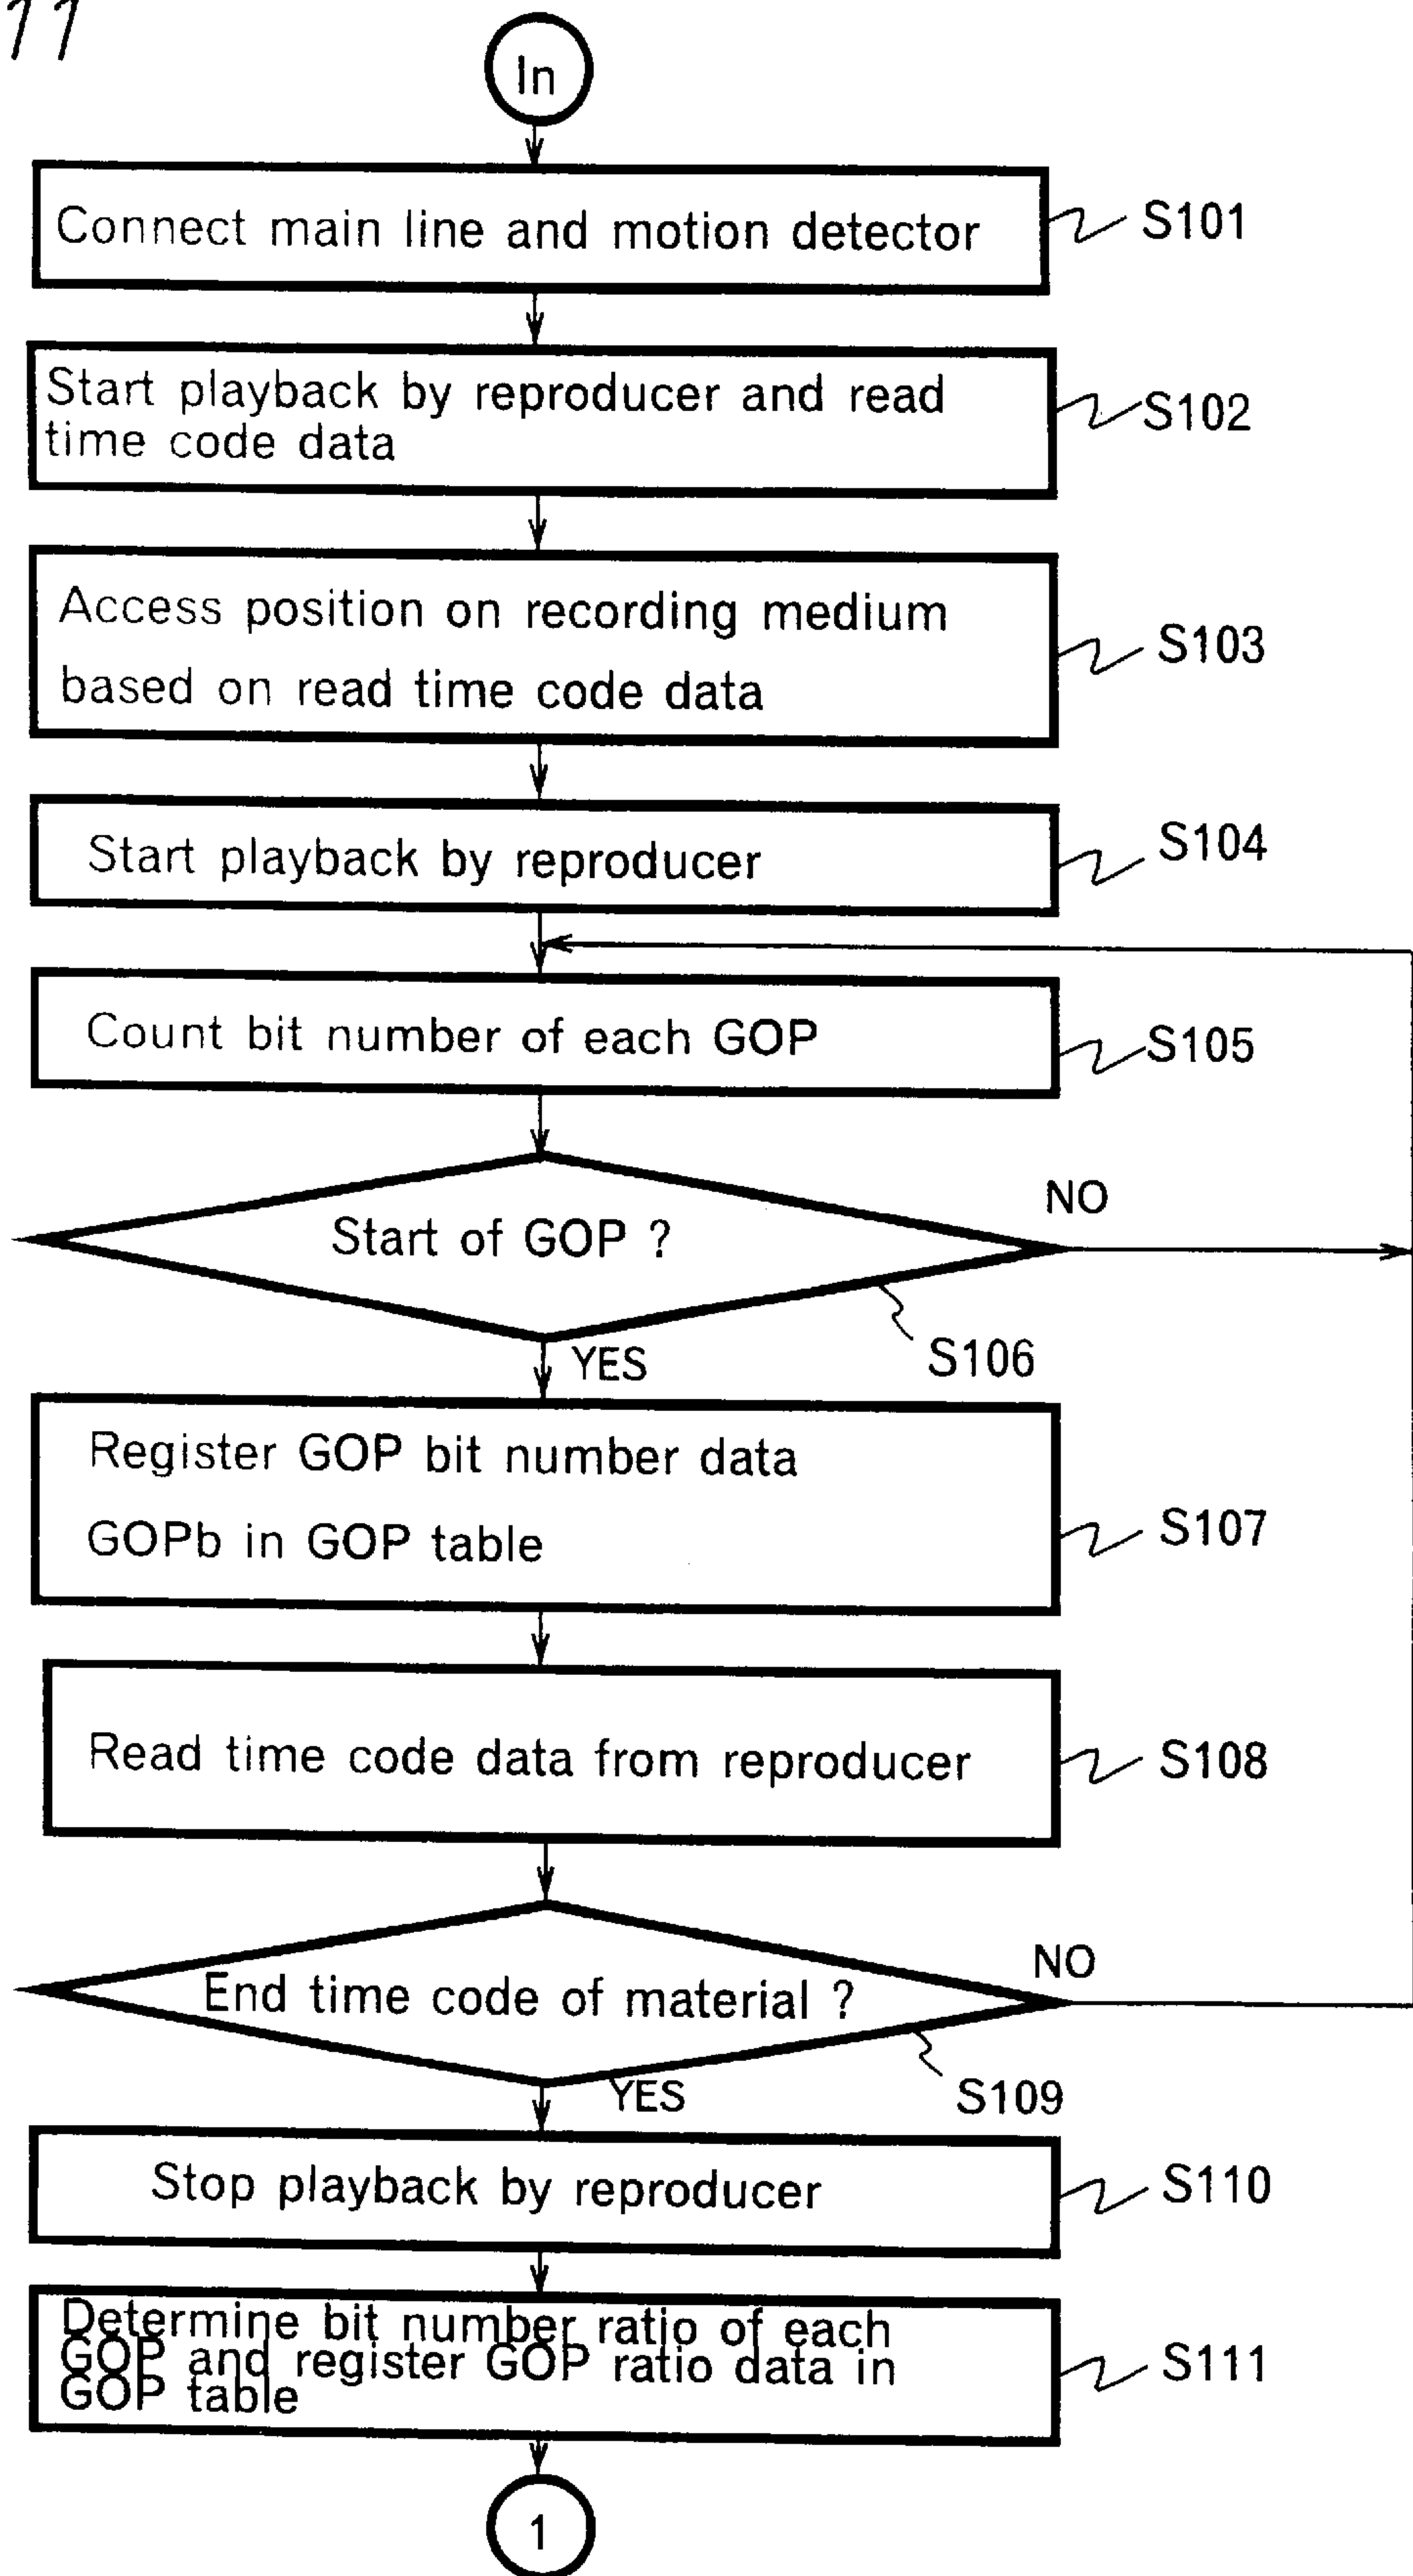 11
In
Connect main line and motion detector
S101
Start playback by reproducer and read
time code data
S102
Access position on recording medium
based on read time code data
S103
Start playback by reproducer
S104
Count bit number of each GOP
S105
NO
Start of GOP ?
S106
YES
Register GOP bit number data
GOPb in GOP table
S107
Read time code data from reproducer
S108
NO
End time code of material ?
S109
YES
Stop playback by reproducer
S110
Determine bit number ratio of each
GOP and register GOP ratio data in
GOP table
S111
1